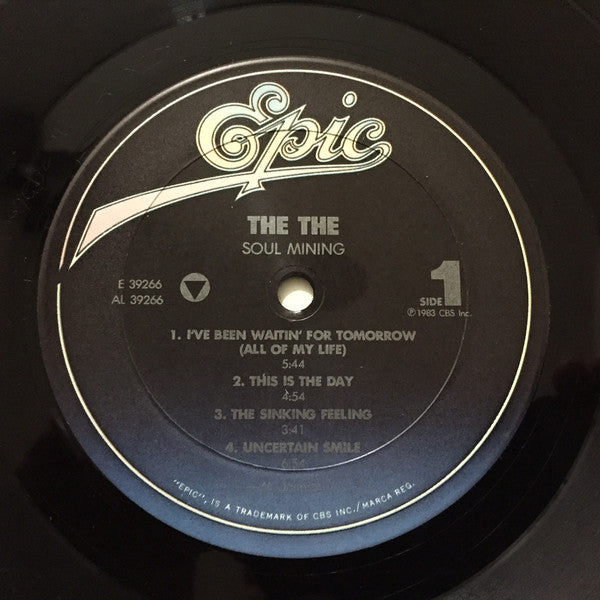 Epic
THE THE
SOUL MINING
E 39266
AL 39266
SIDE 1
℗1983 CBS Inc.
1. I'VE BEEN WAITIN' FOR TOMORROW
(ALL OF MY LIFE)
5:44
2. THIS IS THE DAY
4:54
3. THE SINKING FEELING
3:41
4. UNCERTAIN SMILE
"EPIC", IS A TRADEMARK OF CBS INC./MARCA REG.